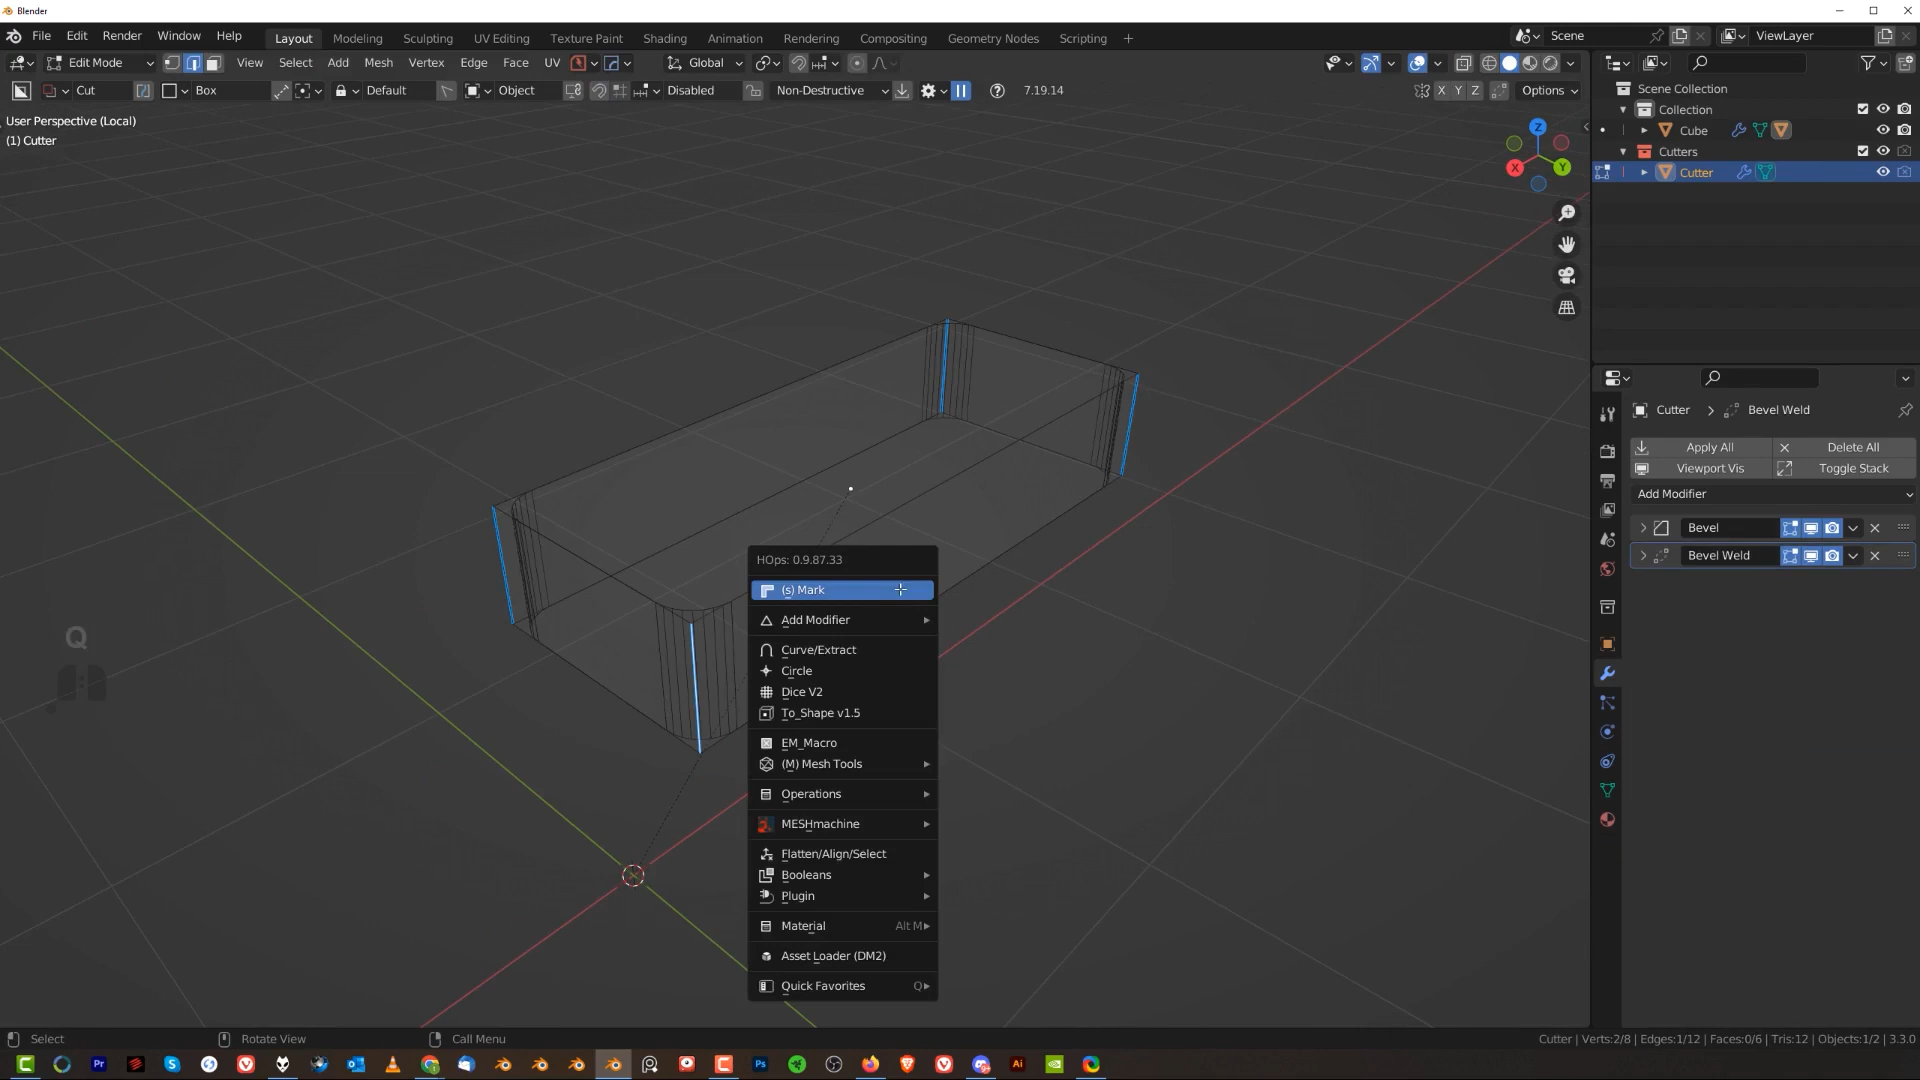 Blender
File Edit Render Window Help Layout Modeling Sculpting UV Editing Texture Paint Shading Animation Rendering Compositing Geometry Nodes Scripting +
Scene
ViewLayer
Edit Mode View Select Add Mesh Vertex Edge Face UV Global
Cut Box Default Object Disabled Non-Destructive 7.19.14 X Y Z Options
User Perspective (Local)
(1) Cutter
Z
X Y
Scene Collection
Collection
Cube
Cutters
Cutter
Cutter > Bevel Weld
Apply All Delete All
Viewport Vis Toggle Stack
Add Modifier
Bevel
Bevel Weld
HOps: 0.9.87.33
(s) Mark
Add Modifier
Curve/Extract
Circle
Dice V2
To_Shape v1.5
EM_Macro
(M) Mesh Tools
Operations
MESHmachine
Flatten/Align/Select
Booleans
Plugin
Material Alt M
Asset Loader (DM2)
Quick Favorites Q
Q
Select Rotate View Call Menu
Cutter | Verts:2/8 | Edges:1/12 | Faces:0/6 | Tris:12 | Objects:1/2 | 3.3.0
Pr
Ps
Ai